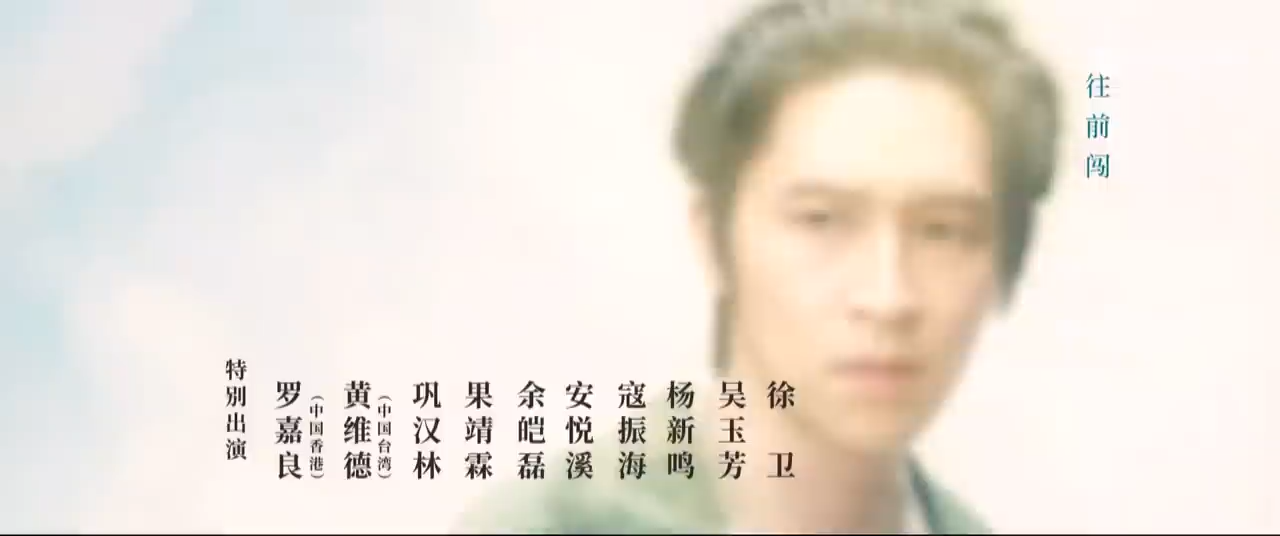 往前闯
特别出演
罗嘉良
（中国香港）
黄维德
（中国台湾）
巩汉林
果靖霖
余皑磊
安悦溪
寇振海
杨新鸣
吴玉芳
徐卫